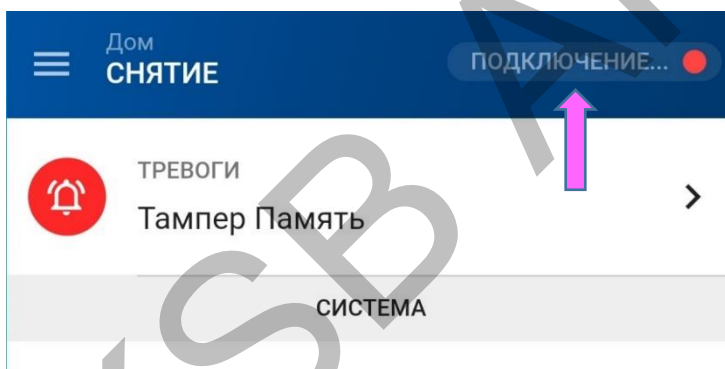 Дом
СНЯТИЕ
ПОДКЛЮЧЕНИЕ...
ТРЕВОГИ
Тампер Память
СИСТЕМА